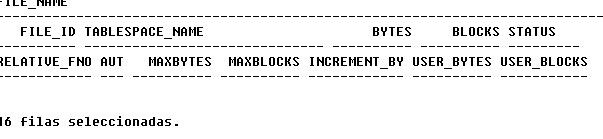 FILE_NAME
--------------------------------------------------------------------------------
FILE_ID TABLESPACE_NAME BYTES BLOCKS STATUS
---------- ------------------------------ ---------- ---------- ---------
RELATIVE_FNO AUT MAXBYTES MAXBLOCKS INCREMENT_BY USER_BYTES USER_BLOCKS
------------ --- ---------- ---------- ------------ ---------- -----------
16 filas seleccionadas.